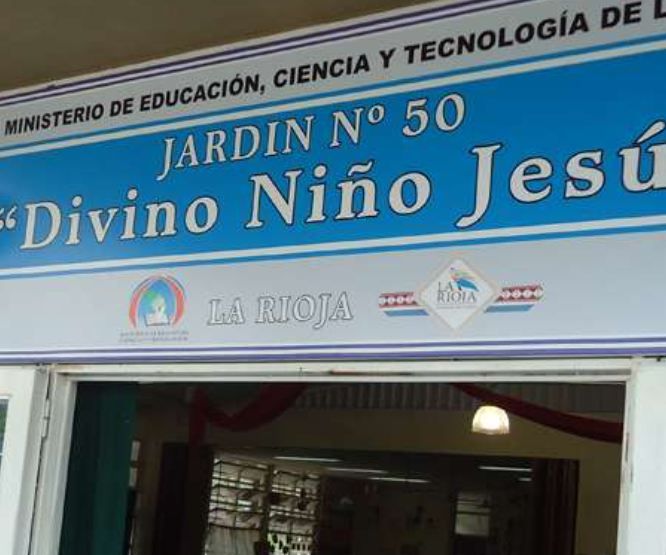 MINISTERIO DE EDUCACIÓN, CIENCIA Y TECNOLOGÍA DE
JARDIN Nº 50
“Divino Niño Jesú
LA RIOJA
LA RIOJA